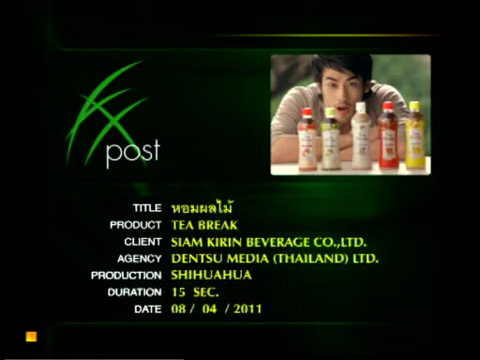 post
TITLE หอมผลไม้
PRODUCT TEA BREAK
CLIENT SIAM KIRIN BEVERAGE CO.,LTD.
AGENCY DENTSU MEDIA (THAILAND) LTD.
PRODUCTION SHIHUAHUA
DURATION 15 SEC.
DATE 08 / 04 / 2011